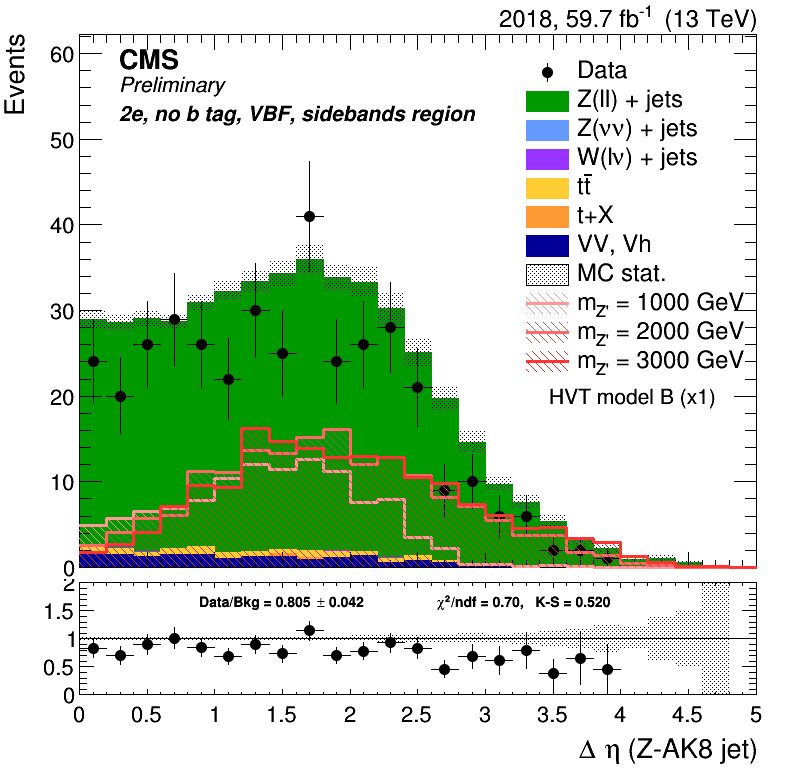 2018, 59.7 fb⁻¹ (13 TeV)
Events
CMS
Preliminary
2e, no b tag, VBF, sidebands region
Data
Z(ll) + jets
Z(νν) + jets
W(lν) + jets
tt̄
t+X
VV, Vh
MC stat.
m_Z' = 1000 GeV
m_Z' = 2000 GeV
m_Z' = 3000 GeV
HVT model B (x1)
60
50
40
30
20
10
0
Data/Bkg = 0.805 ± 0.042 χ²/ndf = 0.70, K-S = 0.520
2
1.5
1
0.5
0
0 0.5 1 1.5 2 2.5 3 3.5 4 4.5 5
Δ η (Z-AK8 jet)